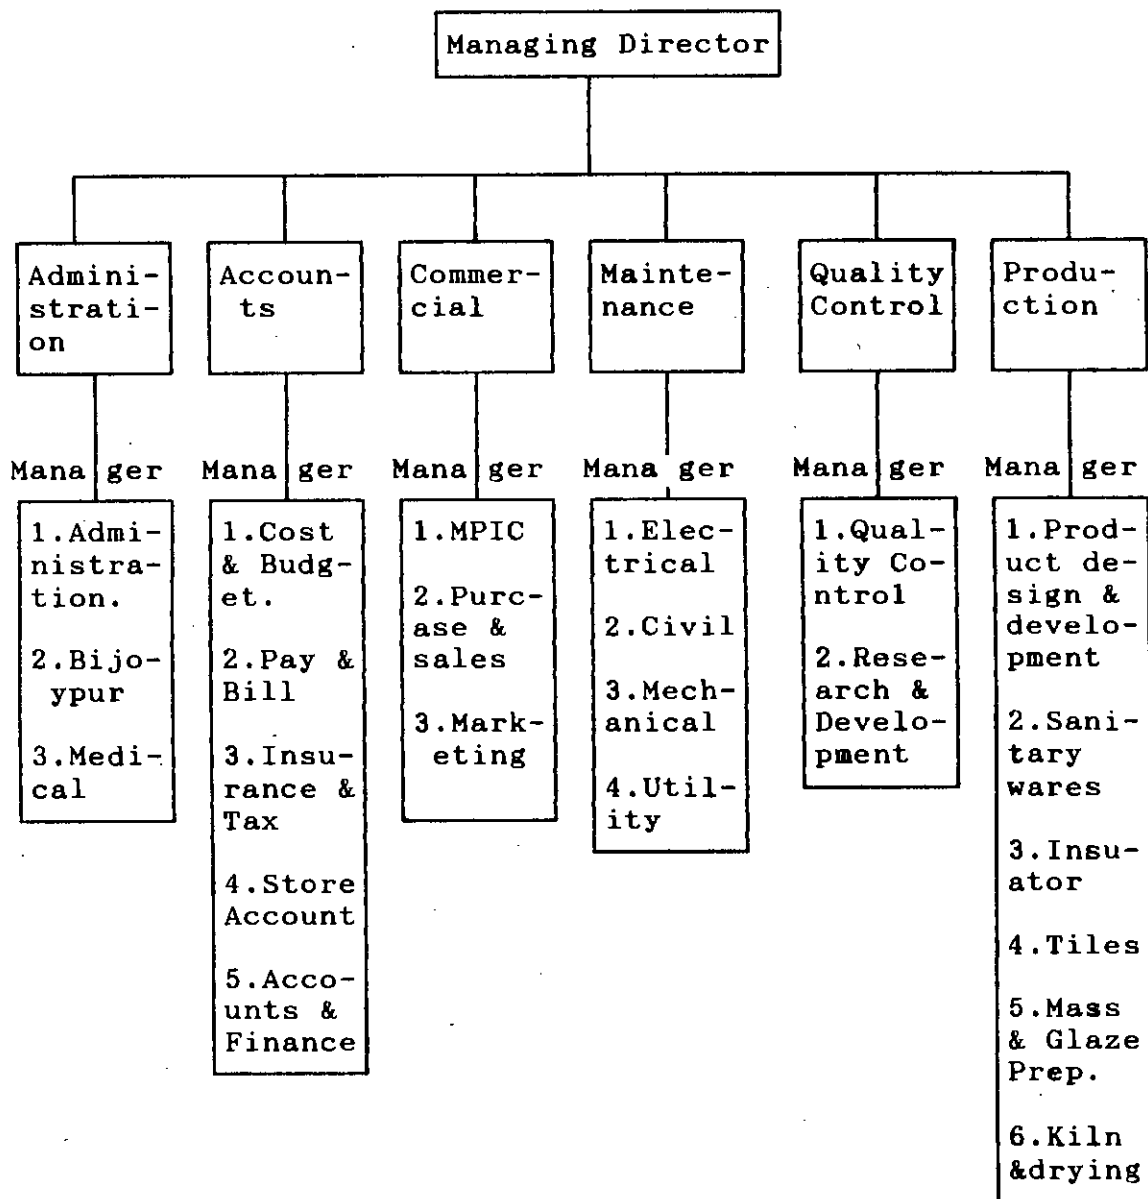 Managing Director
Admini-
strati-
on
Accoun-
ts
Commer-
cial
Mainte-
nance
Quality
Control
Produ-
ction
Mana ger
Mana ger
Mana ger
Mana ger
Mana ger
Mana ger
1.Admi-
nistra-
tion.
2.Bijo-
ypur
3.Medi-
cal
1.Cost
& Budg-
et.
2.Pay &
Bill
3.Insu-
rance &
Tax
4.Store
Account
5.Acco-
unts &
Finance
1.MPIC
2.Purc-
ase &
sales
3.Mark-
eting
1.Elec-
trical
2.Civil
3.Mech-
anical
4.Util-
ity
1.Qual-
ity Co-
ntrol
2.Rese-
arch &
Develo-
pment
1.Prod-
uct de-
sign &
develo-
pment
2.Sani-
tary
wares
3.Insu-
ator
4.Tiles
5.Mass
& Glaze
Prep.
6.Kiln
&drying